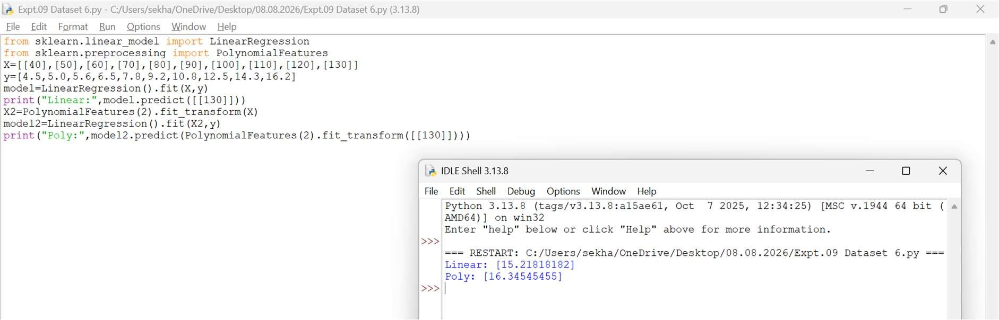 Expt.09 Dataset 6.py - C:/Users/sekha/OneDrive/Desktop/08.08.2026/Expt.09 Dataset 6.py (3.13.8)
File Edit Format Run Options Window Help
from sklearn.linear_model import LinearRegression
from sklearn.preprocessing import PolynomialFeatures
X=[[40],[50],[60],[70],[80],[90],[100],[110],[120],[130]]
y=[4.5,5.0,5.6,6.5,7.8,9.2,10.8,12.5,14.3,16.2]
model=LinearRegression().fit(X,y)
print("Linear:",model.predict([[130]]))
X2=PolynomialFeatures(2).fit_transform(X)
model2=LinearRegression().fit(X2,y)
print("Poly:",model2.predict(PolynomialFeatures(2).fit_transform([[130]])))
IDLE Shell 3.13.8
File Edit Shell Debug Options Window Help
Python 3.13.8 (tags/v3.13.8:a15ae61, Oct  7 2025, 12:34:25) [MSC v.1944 64 bit (
AMD64)] on win32
Enter "help" below or click "Help" above for more information.
>>>
=== RESTART: C:/Users/sekha/OneDrive/Desktop/08.08.2026/Expt.09 Dataset 6.py ===
Linear: [15.21818182]
Poly: [16.34545455]
>>>